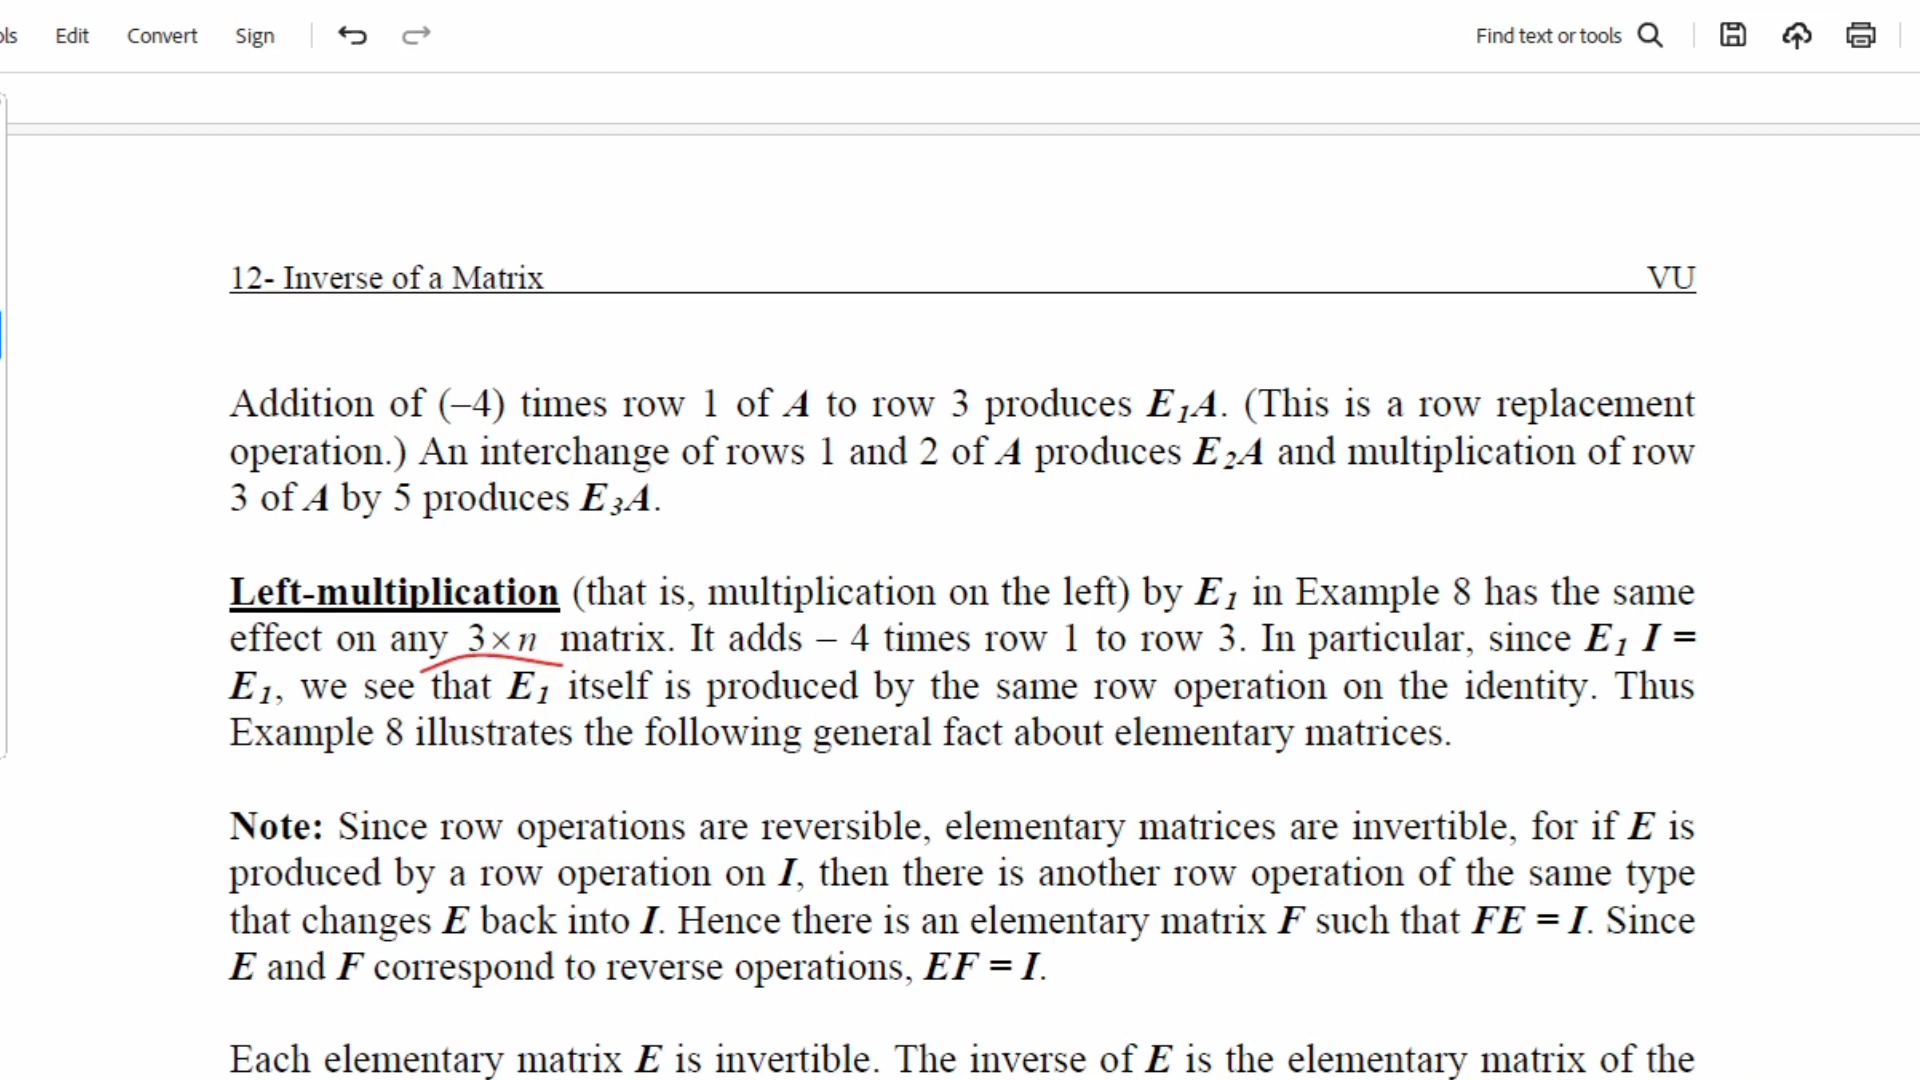 Edit Convert Sign Find text or tools
12- Inverse of a Matrix VU
Addition of (–4) times row 1 of A to row 3 produces E₁A. (This is a row replacement
operation.) An interchange of rows 1 and 2 of A produces E₂A and multiplication of row
3 of A by 5 produces E₃A.
Left-multiplication (that is, multiplication on the left) by E₁ in Example 8 has the same
effect on any 3×n matrix. It adds – 4 times row 1 to row 3. In particular, since E₁ I =
E₁, we see that E₁ itself is produced by the same row operation on the identity. Thus
Example 8 illustrates the following general fact about elementary matrices.
Note: Since row operations are reversible, elementary matrices are invertible, for if E is
produced by a row operation on I, then there is another row operation of the same type
that changes E back into I. Hence there is an elementary matrix F such that FE = I. Since
E and F correspond to reverse operations, EF = I.
Each elementary matrix E is invertible. The inverse of E is the elementary matrix of the